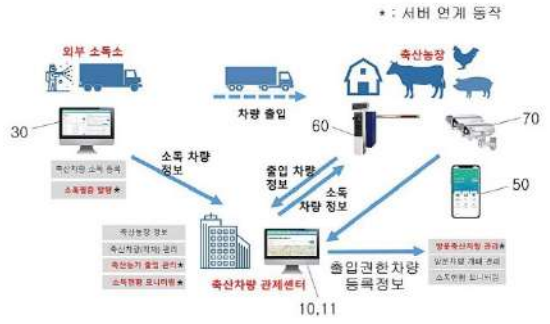 ★ : 서버 연계 동작
외부 소독소
축산농장
차량 출입
30
60
70
50
축산차량 소독 등록
소독필증 발행★
소독 차량
정보
출입 차량
정보
소독
차량 정보
축산농장 정보
축산차량(적재) 관리
축산농가 출입 관리★
소독현황 모니터링★
축산차량 관제센터
10,11
출입권한차량
등록정보
방문축산차량 관리★
방문차량 개폐 관리
소독현황 모니터링